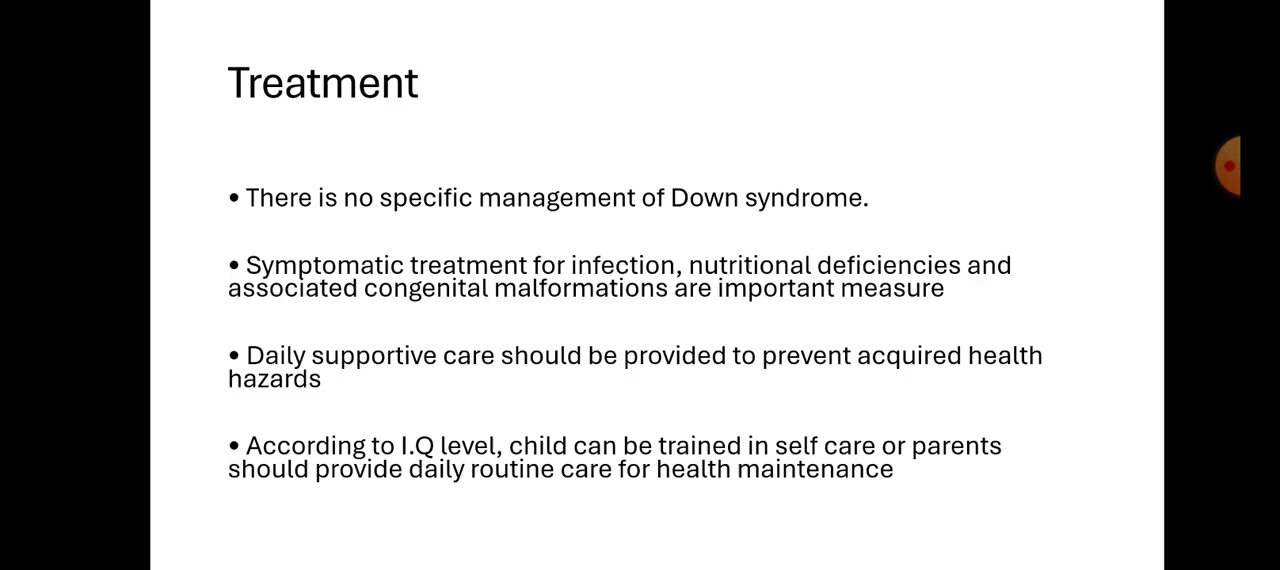 Treatment
• There is no specific management of Down syndrome.
• Symptomatic treatment for infection, nutritional deficiencies and
associated congenital malformations are important measure
• Daily supportive care should be provided to prevent acquired health
hazards
• According to I.Q level, child can be trained in self care or parents
should provide daily routine care for health maintenance